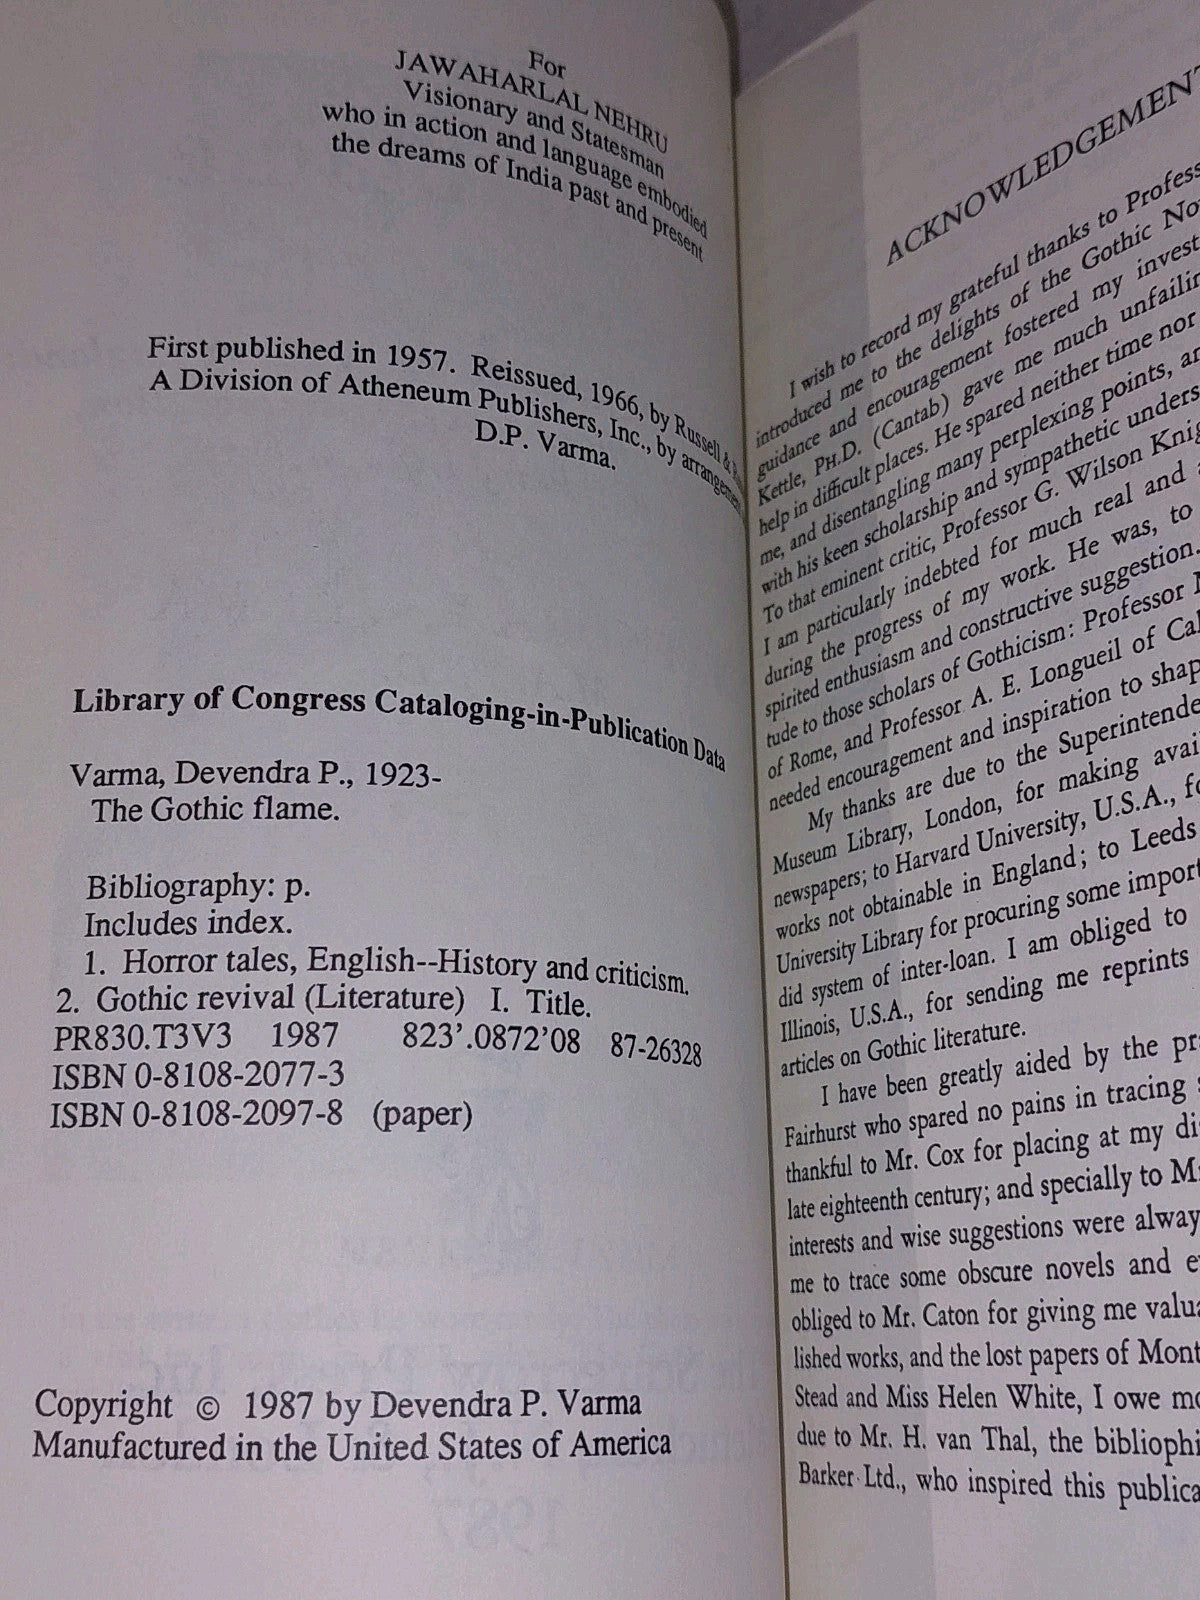 For
JAWAHARLAL NEHRU
Visionary and Statesman
who in action and language embodied
the dreams of India past and present
First published in 1957. Reissued, 1966, by Russell &
A Division of Atheneum Publishers, Inc., by arrangement
D.P. Varma.
Library of Congress Cataloging-in-Publication Data
Varma, Devendra P., 1923-
The Gothic flame.
Bibliography: p.
Includes index.
1. Horror tales, English--History and criticism.
2. Gothic revival (Literature) I. Title.
PR830.T3V3 1987 823'.0872'08 87-26328
ISBN 0-8108-2077-3
ISBN 0-8108-2097-8 (paper)
Copyright © 1987 by Devendra P. Varma
Manufactured in the United States of America
ACKNOWLEDGEMENT
I wish to record my grateful thanks to Profess
introduced me to the delights of the Gothic Nov
guidance and encouragement fostered my invest
Kettle, PH.D. (Cantab) gave me much unfailin
help in difficult places. He spared neither time nor
me, and disentangling many perplexing points, an
with his keen scholarship and sympathetic unders
To that eminent critic, Professor G. Wilson Knig
I am particularly indebted for much real and a
during the progress of my work. He was, to
spirited enthusiasm and constructive suggestion.
tude to those scholars of Gothicism: Professor M
of Rome, and Professor A. E. Longueil of Cal
needed encouragement and inspiration to shap
My thanks are due to the Superintende
Museum Library, London, for making avai
newspapers; to Harvard University, U.S.A., fo
works not obtainable in England; to Leeds
University Library for procuring some import
did system of inter-loan. I am obliged to
Illinois, U.S.A., for sending me reprints
articles on Gothic literature.
I have been greatly aided by the pr
Fairhurst who spared no pains in tracing s
thankful to Mr. Cox for placing at my dis
late eighteenth century; and specially to M
interests and wise suggestions were alway
me to trace some obscure novels and e
obliged to Mr. Caton for giving me valua
lished works, and the lost papers of Mont
Stead and Miss Helen White, I owe mo
due to Mr. H. van Thal, the bibliophi
Barker Ltd., who inspired this publica